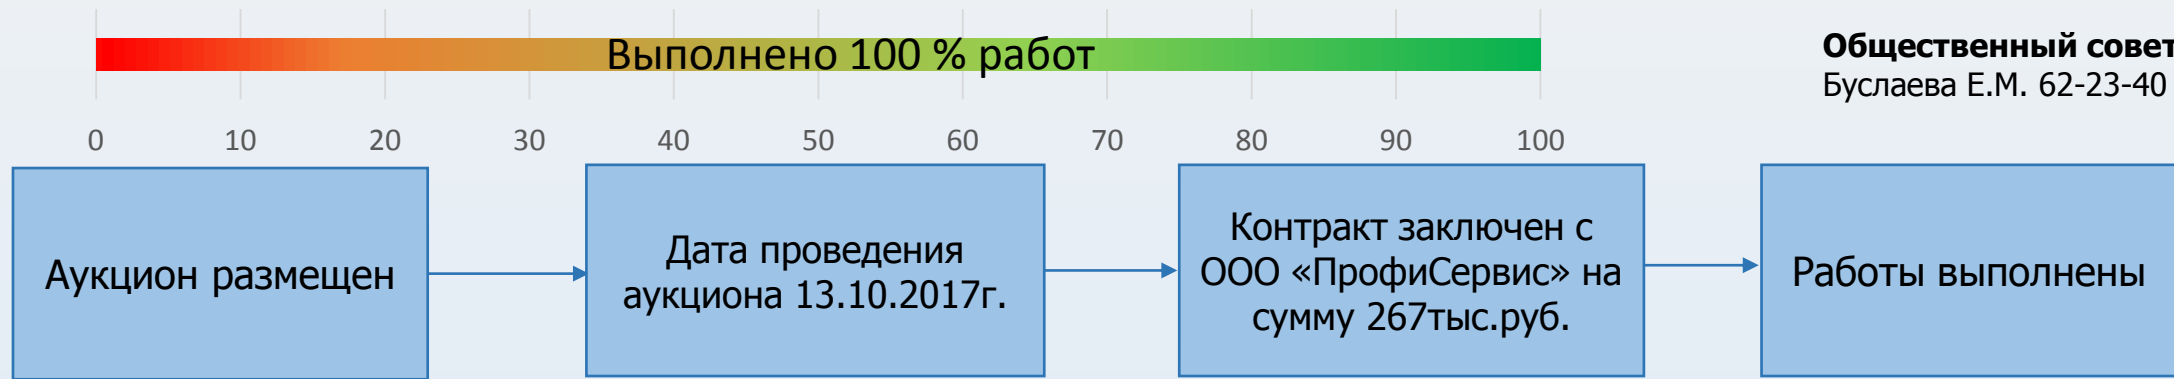 Выполнено 100 % работ
Общественный совет
Буслаева Е.М. 62-23-40
0 10 20 30 40 50 60 70 80 90 100
Аукцион размещен
Дата проведения
аукциона 13.10.2017г.
Контракт заключен с
ООО «ПрофиСервис» на
сумму 267тыс.руб.
Работы выполнены